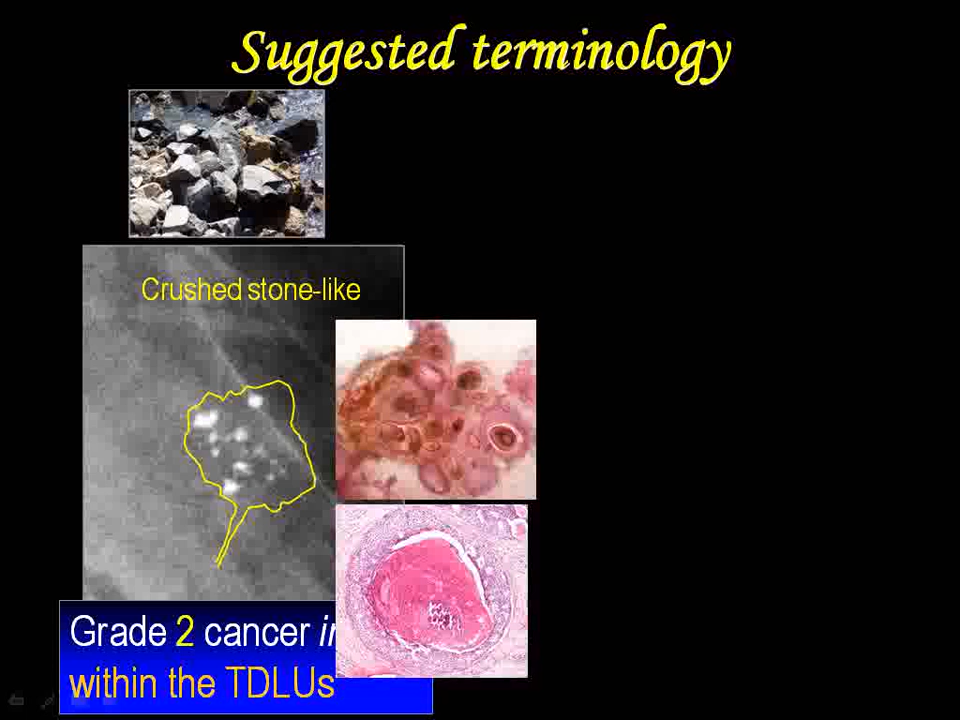 Suggested terminology
Crushed stone-like
Grade 2 cancer
within the TDLUs